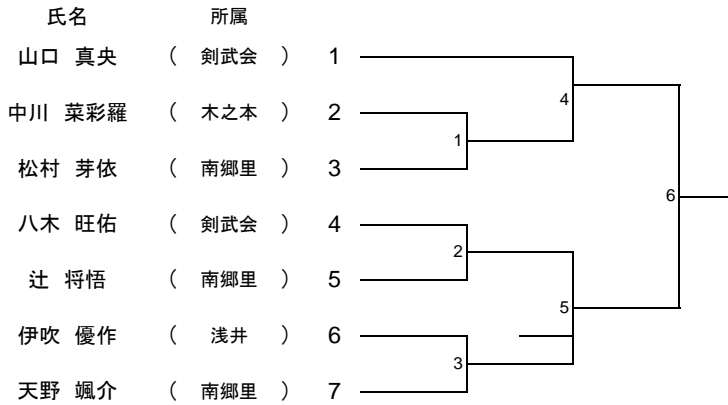 氏名 所属
山口 真央 ( 剣武会 ) 1
4
中川 菜彩羅 ( 木之本 ) 2
1
松村 芽依 ( 南郷里 ) 3
6
八木 旺佑 ( 剣武会 ) 4
2
辻 将悟 ( 南郷里 ) 5
5
伊吹 優作 ( 浅井 ) 6
3
天野 颯介 ( 南郷里 ) 7